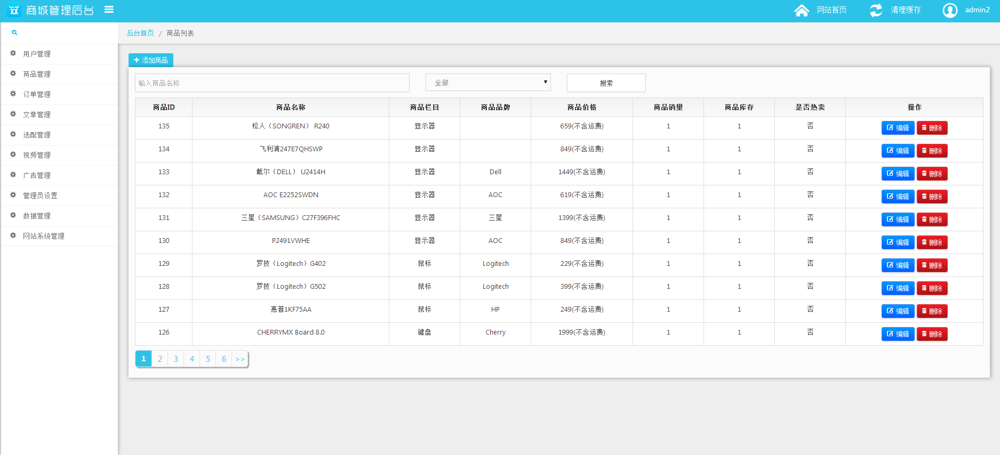 商城管理后台 网站首页 清理缓存 admin2
后台首页 / 商品列表
用户管理
商品管理
订单管理
文章管理
选配管理
视频管理
广告管理
管理员设置
数据管理
网站系统管理
添加商品
输入商品名称 全部 搜索
商品ID 商品名称 商品栏目 商品品牌 商品价格 商品销量 商品库存 是否热卖 操作
135 松人（SONGREN） R240 显示器 659(不含运费) 1 1 否 编辑 删除
134 飞利浦247E7QHSWP 显示器 849(不含运费) 1 1 否 编辑 删除
133 戴尔（DELL） U2414H 显示器 Dell 1449(不含运费) 1 1 否 编辑 删除
132 AOC E2252SWDN 显示器 AOC 619(不含运费) 1 1 否 编辑 删除
131 三星（SAMSUNG）C27F396FHC 显示器 三星 1399(不含运费) 1 1 否 编辑 删除
130 P2491VWHE 显示器 AOC 849(不含运费) 1 1 否 编辑 删除
129 罗技（Logitech）G402 鼠标 Logitech 229(不含运费) 1 1 否 编辑 删除
128 罗技（Logitech）G502 鼠标 Logitech 399(不含运费) 1 1 否 编辑 删除
127 惠普1KF75AA 鼠标 HP 249(不含运费) 1 1 否 编辑 删除
126 CHERRYMX Board 8.0 键盘 Cherry 1999(不含运费) 1 1 否 编辑 删除
1 2 3 4 5 6 >>